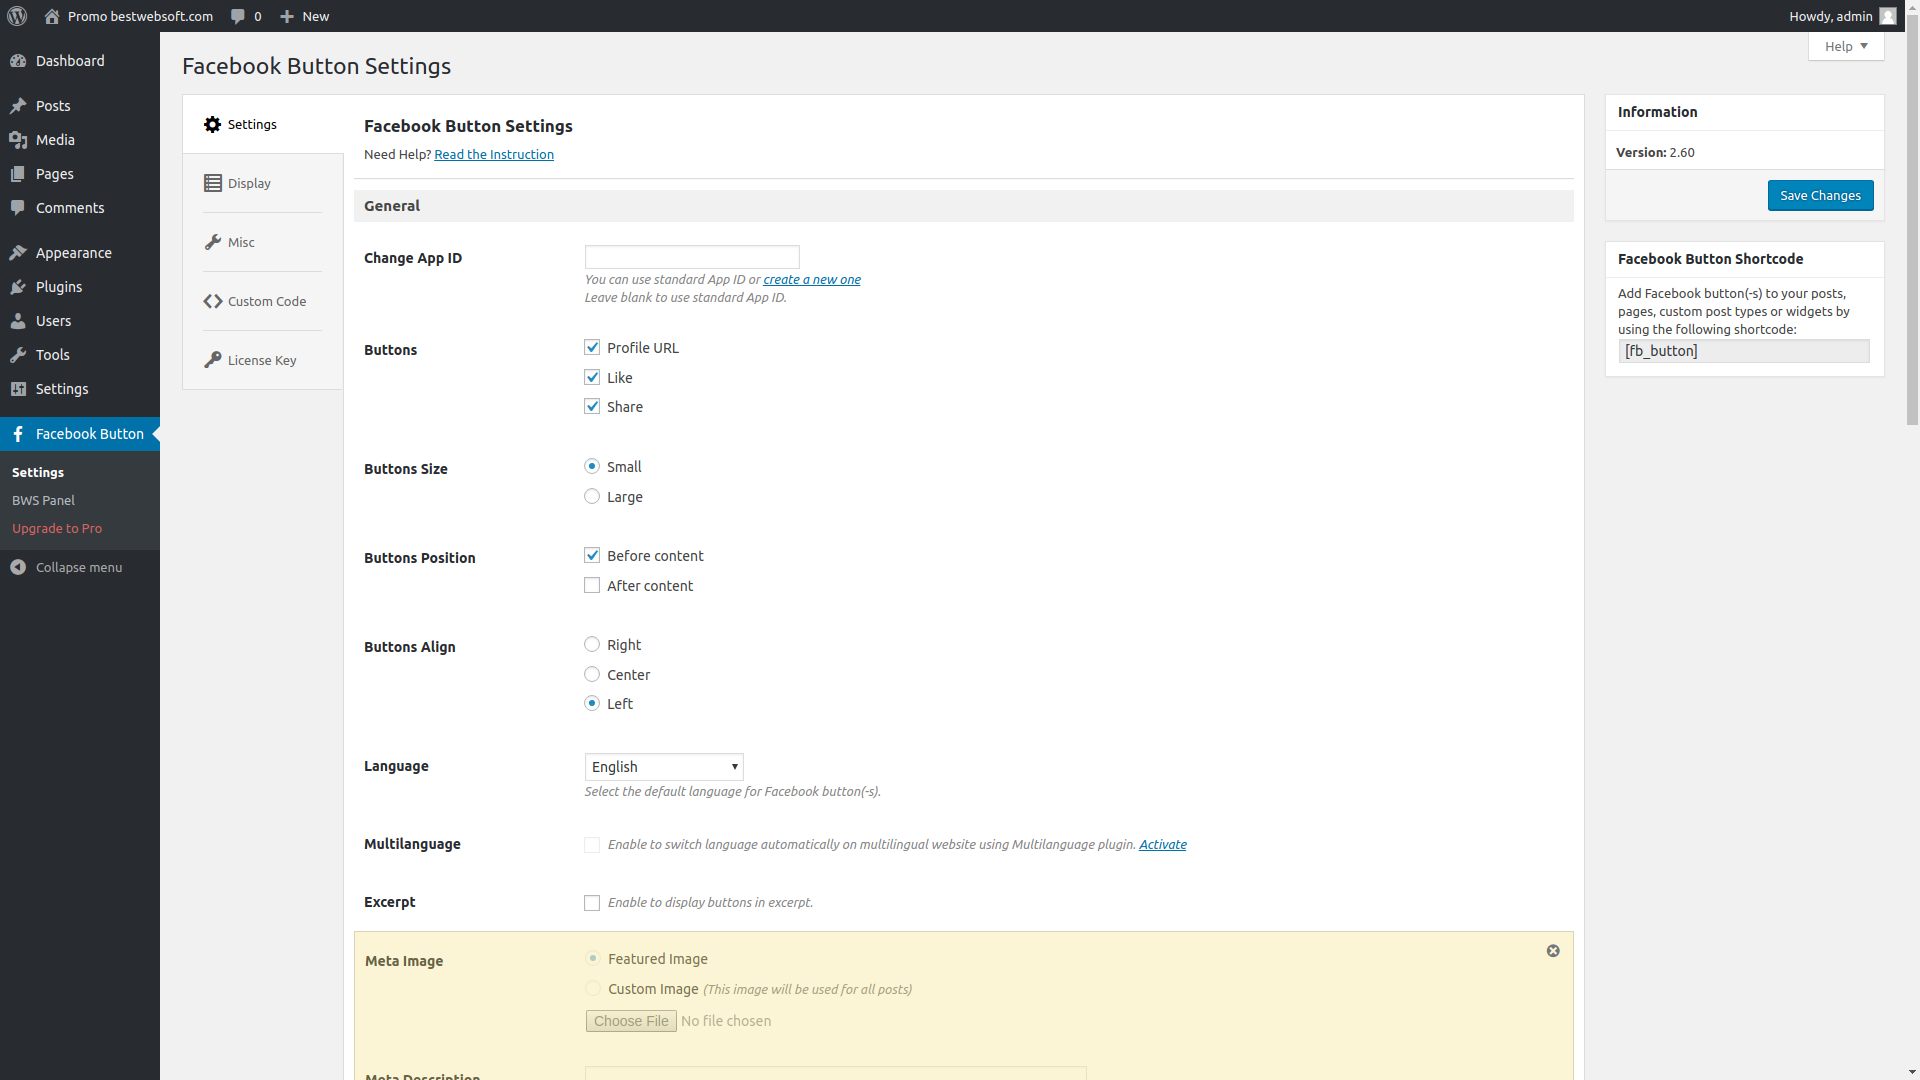 Promo bestwebsoft.com 0 New Howdy, admin
Help
Dashboard
Posts
Media
Pages
Comments
Appearance
Plugins
Users
Tools
Settings
Facebook Button
Settings
BWS Panel
Upgrade to Pro
Collapse menu
Facebook Button Settings
Settings
Display
Misc
Custom Code
License Key
Facebook Button Settings
Need Help? Read the Instruction
General
Change App ID
You can use standard App ID or create a new one
Leave blank to use standard App ID.
Buttons
Profile URL
Like
Share
Buttons Size
Small
Large
Buttons Position
Before content
After content
Buttons Align
Right
Center
Left
Language
English
Select the default language for Facebook button(-s).
Multilanguage
Enable to switch language automatically on multilingual website using Multilanguage plugin. Activate
Excerpt
Enable to display buttons in excerpt.
Meta Image
Featured Image
Custom Image (This image will be used for all posts)
Choose File No file chosen
Meta Description
Information
Version: 2.60
Save Changes
Facebook Button Shortcode
Add Facebook button(-s) to your posts,
pages, custom post types or widgets by
using the following shortcode:
[fb_button]